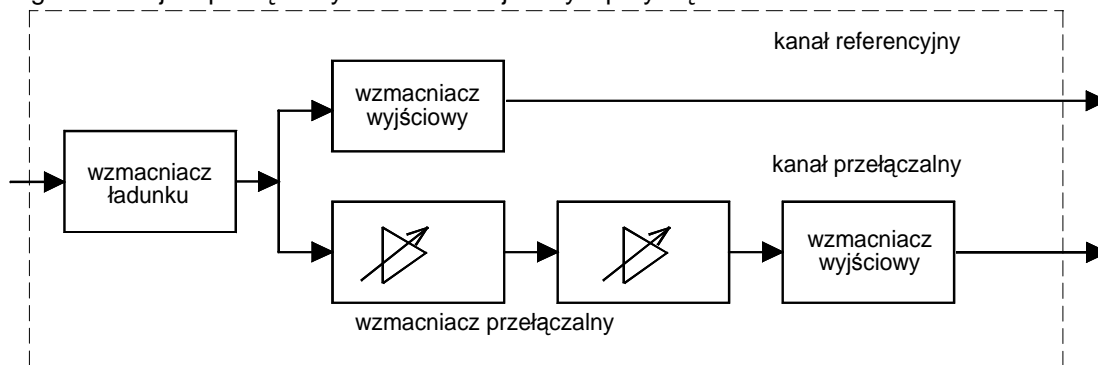 kanał referencyjny
wzmacniacz
wyjściowy
wzmacniacz
ładunku
kanał przełączalny
wzmacniacz
wyjściowy
wzmacniacz przełączalny